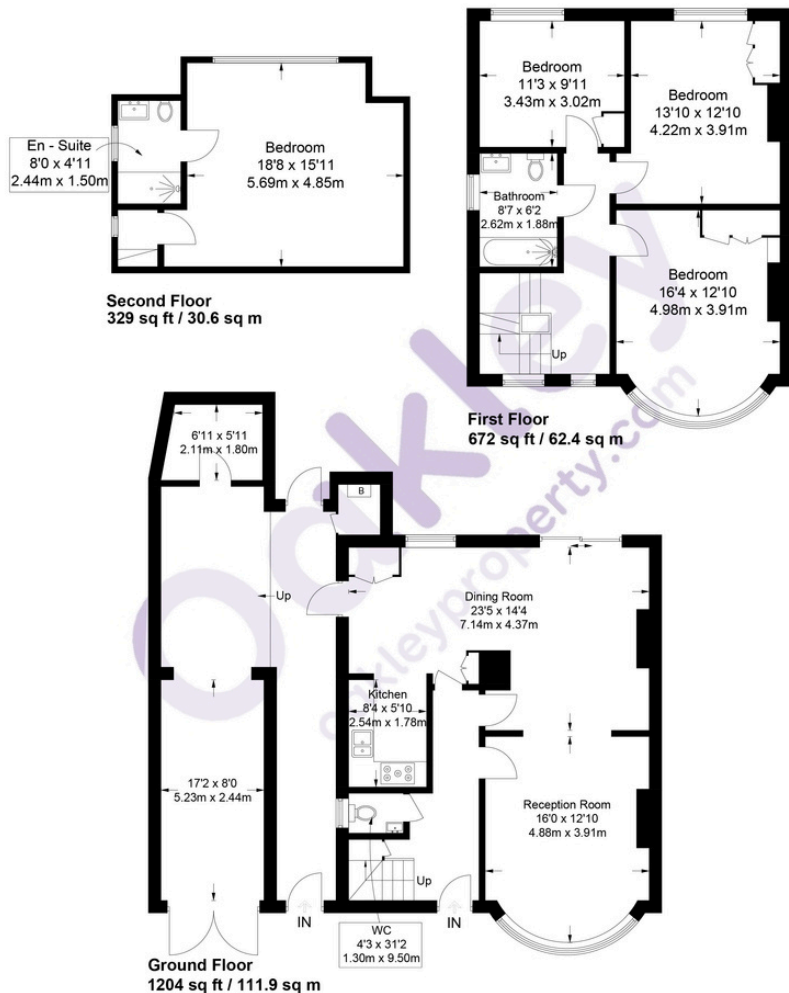 En - Suite
8'0 x 4'11
2.44m x 1.50m
Bedroom
18'8 x 15'11
5.69m x 4.85m
Second Floor
329 sq ft / 30.6 sq m
Bedroom
11'3 x 9'11
3.43m x 3.02m
Bedroom
13'10 x 12'10
4.22m x 3.91m
Bathroom
8'7 x 6'2
2.62m x 1.88m
Bedroom
16'4 x 12'10
4.98m x 3.91m
Up
First Floor
672 sq ft / 62.4 sq m
Oakley
oakleyproperty.com
6'11 x 5'11
2.11m x 1.80m
B
Up
Dining Room
23'5 x 14'4
7.14m x 4.37m
Kitchen
8'4 x 5'10
2.54m x 1.78m
17'2 x 8'0
5.23m x 2.44m
Reception Room
16'0 x 12'10
4.88m x 3.91m
Up
IN
IN
WC
4'3 x 31'2
1.30m x 9.50m
Ground Floor
1204 sq ft / 111.9 sq m